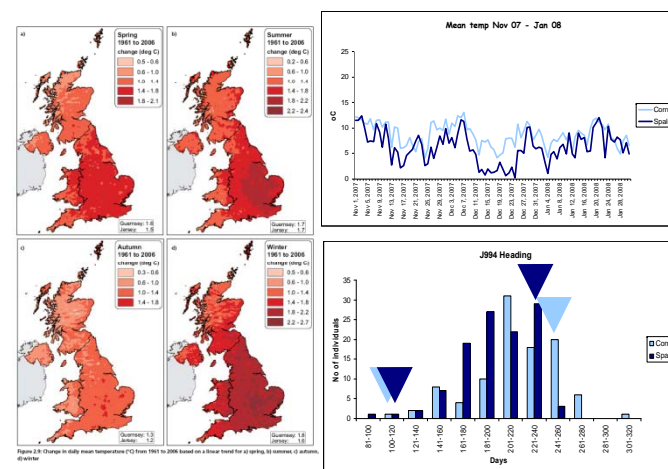 a)
Spring
1961 to 2006
change (deg C)
0.5 - 0.6
0.6 - 1.0
1.0 - 1.4
1.4 - 1.8
1.8 - 2.1
Guernsey: 1.6
b)
Summer
1961 to 2006
change (deg C)
0.2 - 0.6
0.6 - 1.0
1.0 - 1.4
1.4 - 1.8
1.8 - 2.2
2.2 - 2.4
Guernsey: 1.7
Jersey: 1.7
c)
Autumn
1961 to 2006
change (deg C)
0.3 - 0.6
0.6 - 1.0
1.0 - 1.4
1.4 - 1.8
Guernsey: 1.3
Jersey: 1.2
d)
Winter
1961 to 2006
change (deg C)
0.5 - 0.6
0.6 - 1.0
1.0 - 1.4
1.4 - 1.8
1.8 - 2.2
2.2 - 2.7
Guernsey: 1.8
Figure 2.9: Change in daily mean temperature (°C) from 1961 to 2006 based on a linear trend for a) spring, b) summer, c) autumn,
d) winter
Mean temp Nov 07 - Jan 08
oC
25
20
15
10
5
0
Nov 1, 2007
Nov 5, 2007
Nov 9, 2007
Nov 13, 2007
Nov 17, 2007
Nov 21, 2007
Nov 25, 2007
Nov 29, 2007
Dec 3, 2007
Dec 7, 2007
Dec 11, 2007
Dec 15, 2007
Dec 19, 2007
Dec 23, 2007
Dec 27, 2007
Dec 31, 2007
Jan 4, 2008
Jan 8, 2008
Jan 12, 2008
Jan 16, 2008
Jan 20, 2008
Jan 24, 2008
Jan 28, 2008
Corn
Spal
J994 Heading
No of individuals
35
30
25
20
15
10
5
0
81-100
100-120
121-140
141-160
161-180
181-200
201-220
221-240
241-260
261-280
281-300
301-320
Days
Corn
Spal